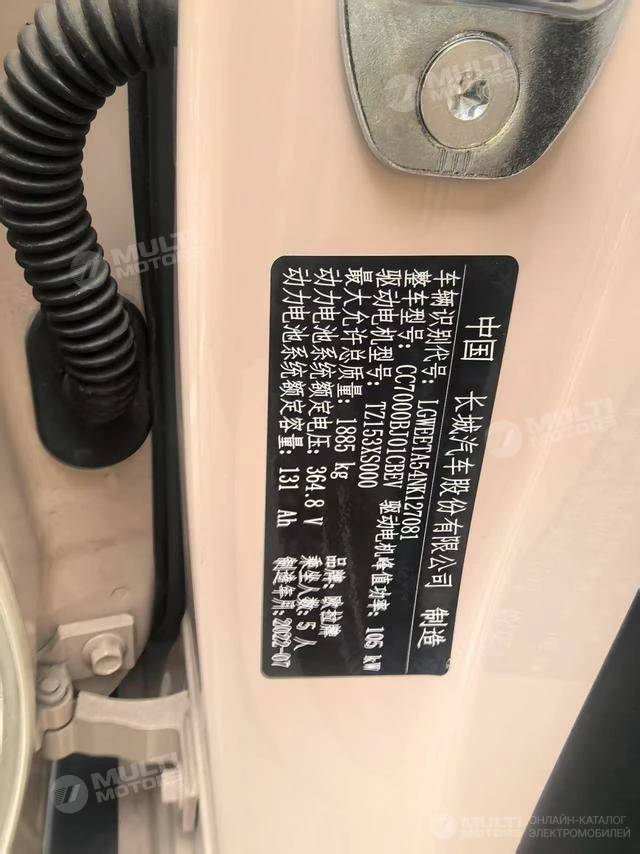 MULTI
MOTORS
MULTI
MOTORS
中国 长城汽车股份有限公司 制造
车辆识别代号: LGWEETA54NK127081
整车型号: CC7000BJ01CBEV
驱动电机型号: TZ153XS000 驱动电机峰值功率: 105 kW
最大允许总质量: 1885 kg 品牌: 欧拉牌
动力电池系统额定电压: 364.8 V 乘坐人数: 5 人
动力电池系统额定容量: 131 Ah 制造年月: 2022-07
MULTI
MOTORS
MULTI
MOTORS
MULTI
MOTORS
ОНЛАЙН-КАТАЛОГ
ЭЛЕКТРОМОБИЛЕЙ